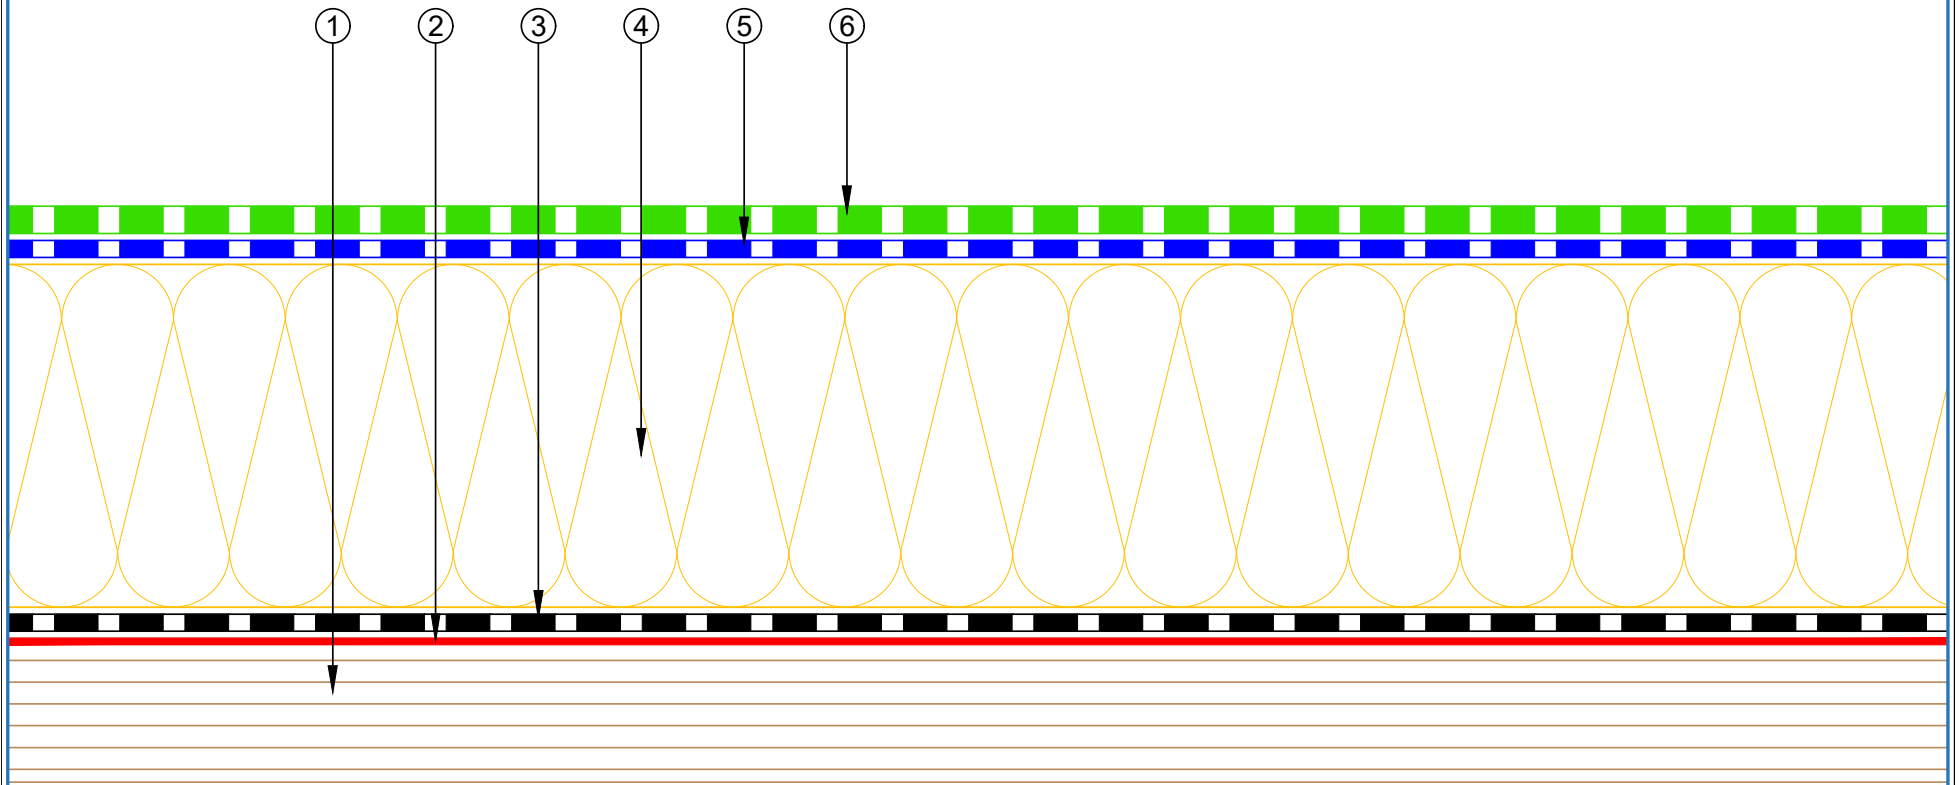 ① ② ③ ④ ⑤ ⑥